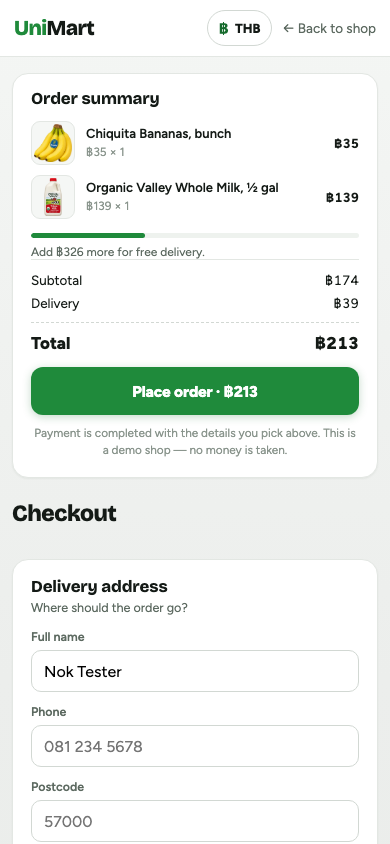 UniMart
฿ THB
← Back to shop
Order summary
Chiquita Bananas, bunch
฿35 × 1
฿35
Organic Valley Whole Milk, ½ gal
฿139 × 1
฿139
Add ฿326 more for free delivery.
Subtotal ฿174
Delivery ฿39
Total ฿213
Place order · ฿213
Payment is completed with the details you pick above. This is
a demo shop — no money is taken.
Checkout
Delivery address
Where should the order go?
Full name
Nok Tester
Phone
081 234 5678
Postcode
57000